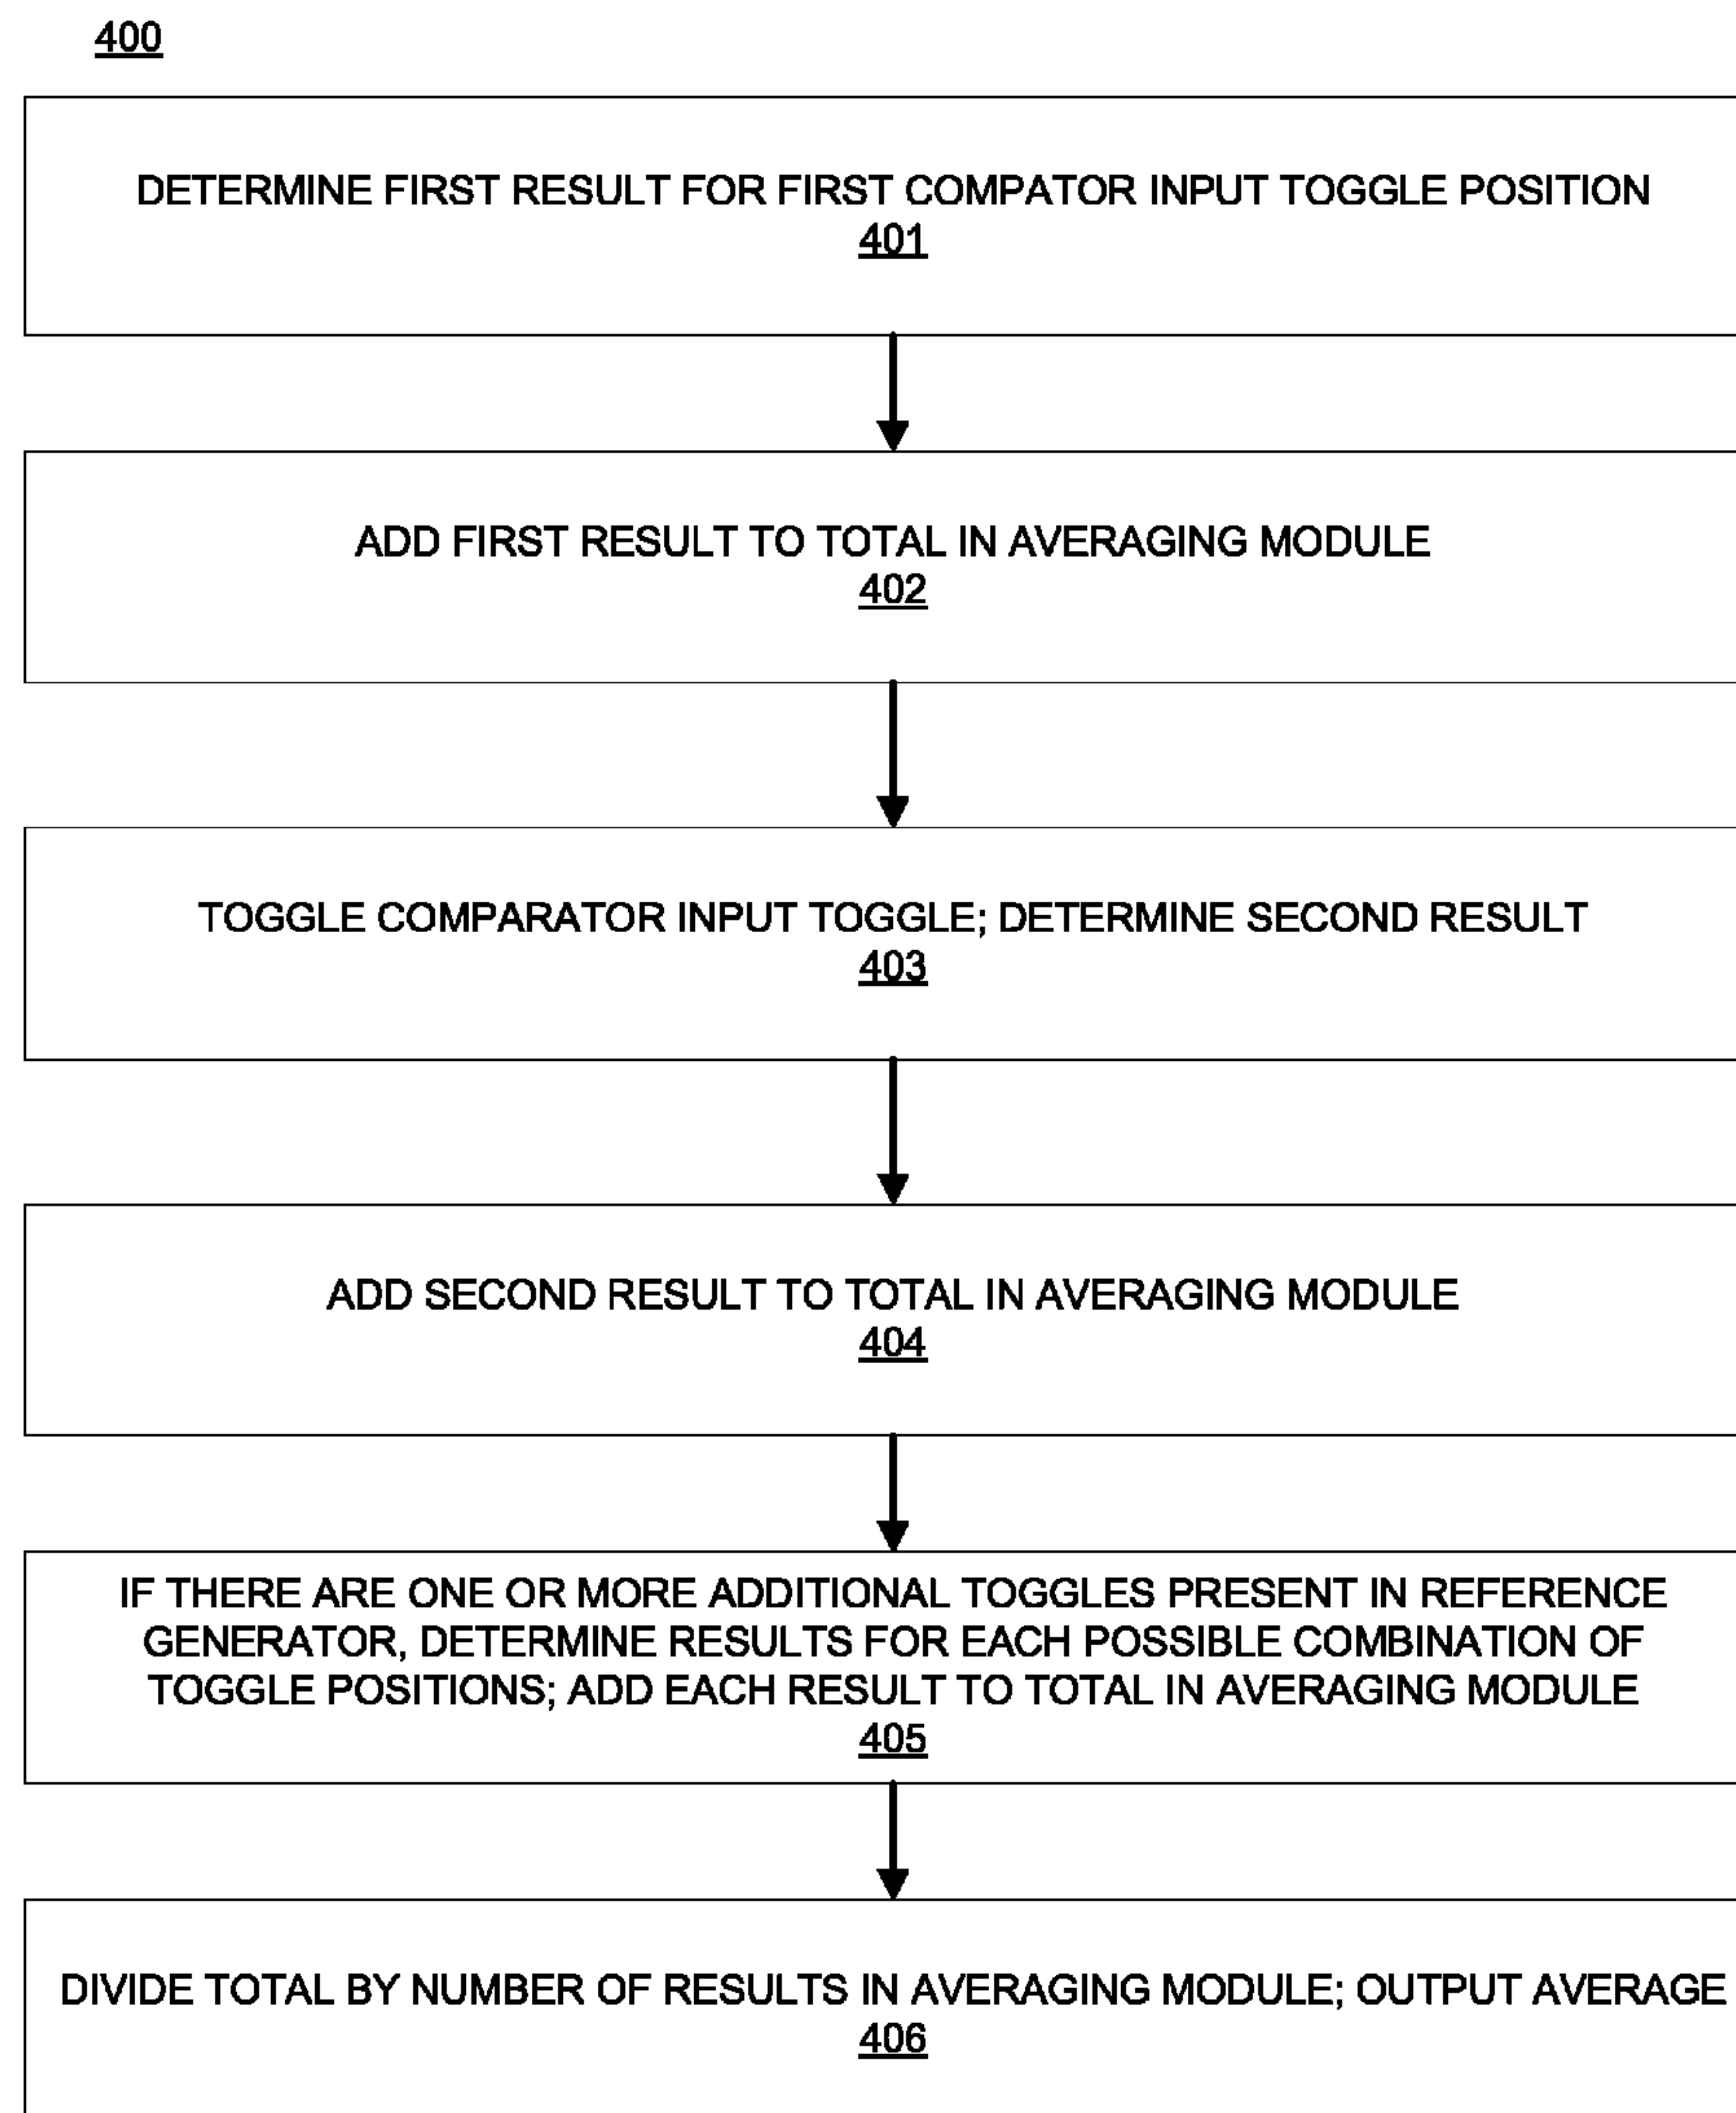 400
DETERMINE FIRST RESULT FOR FIRST COMPATOR INPUT TOGGLE POSITION
401
ADD FIRST RESULT TO TOTAL IN AVERAGING MODULE
402
TOGGLE COMPARATOR INPUT TOGGLE; DETERMINE SECOND RESULT
403
ADD SECOND RESULT TO TOTAL IN AVERAGING MODULE
404
IF THERE ARE ONE OR MORE ADDITIONAL TOGGLES PRESENT IN REFERENCE
GENERATOR, DETERMINE RESULTS FOR EACH POSSIBLE COMBINATION OF
TOGGLE POSITIONS; ADD EACH RESULT TO TOTAL IN AVERAGING MODULE
405
DIVIDE TOTAL BY NUMBER OF RESULTS IN AVERAGING MODULE; OUTPUT AVERAGE
406